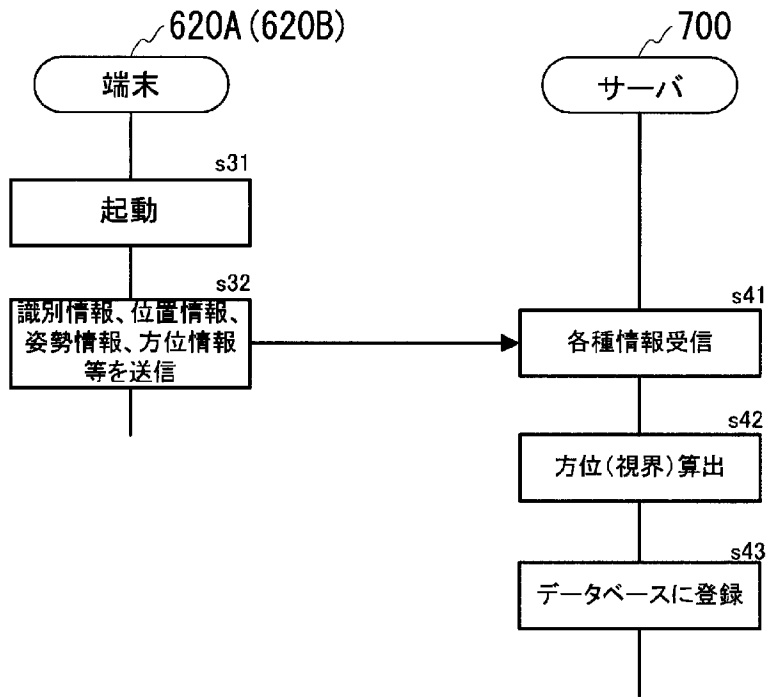 620A(620B)
700
端末
サーバ
s31
起動
s32
識別情報、位置情報、
姿勢情報、方位情報
等を送信
s41
各種情報受信
s42
方位(視界)算出
s43
データベースに登録